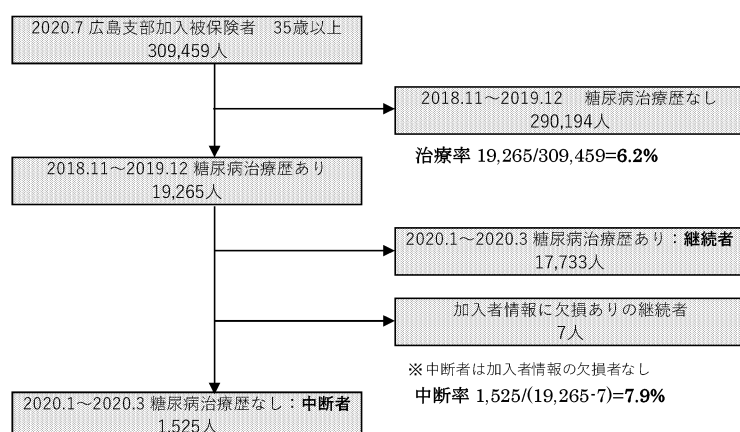 2020.7 広島支部加入被保険者　35歳以上
309,459人
2018.11～2019.12　糖尿病治療歴なし
290,194人
治療率 19,265/309,459=6.2%
2018.11～2019.12 糖尿病治療歴あり
19,265人
2020.1～2020.3 糖尿病治療歴あり：継続者
17,733人
加入者情報に欠損ありの継続者
7人
※中断者は加入者情報の欠損者なし
中断率 1,525/(19,265-7)=7.9%
2020.1～2020.3 糖尿病治療歴なし：中断者
1,525人